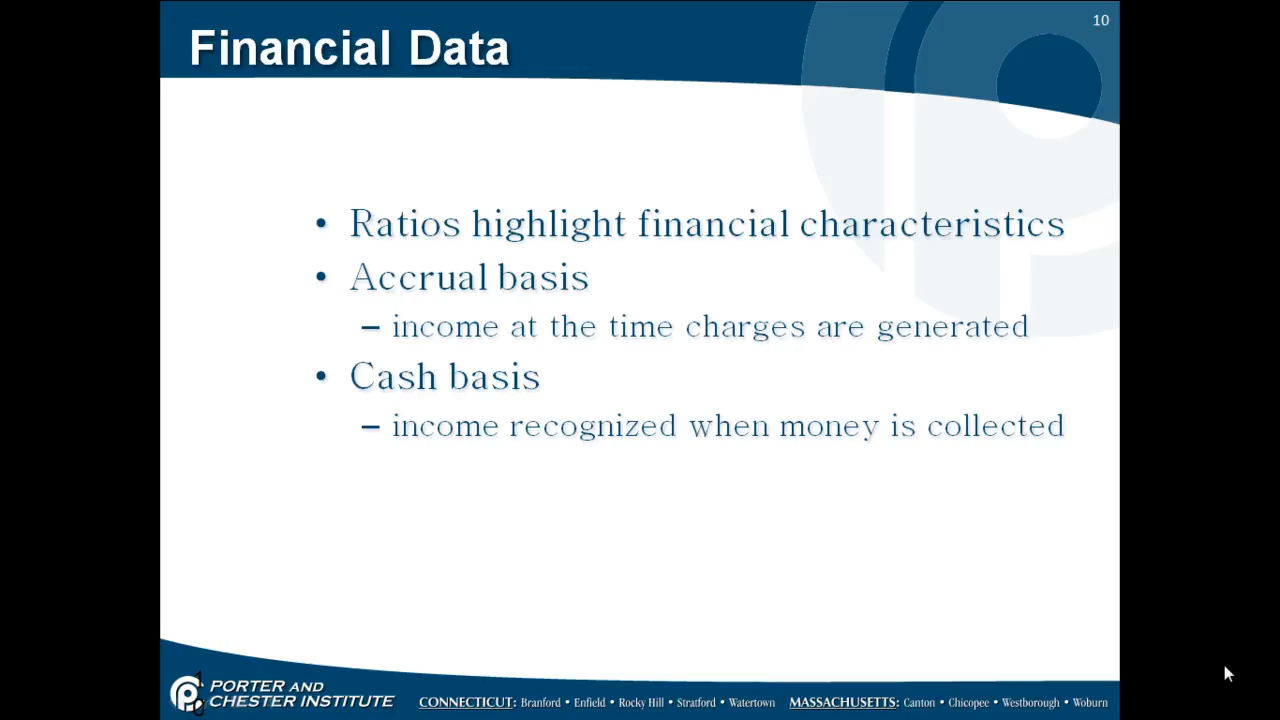 10
Financial Data
• Ratios highlight financial characteristics
• Accrual basis
– income at the time charges are generated
• Cash basis
– income recognized when money is collected
PORTER AND
CHESTER INSTITUTE
CONNECTICUT: Branford • Enfield • Rocky Hill • Stratford • Watertown MASSACHUSETTS: Canton • Chicopee • Westborough • Woburn